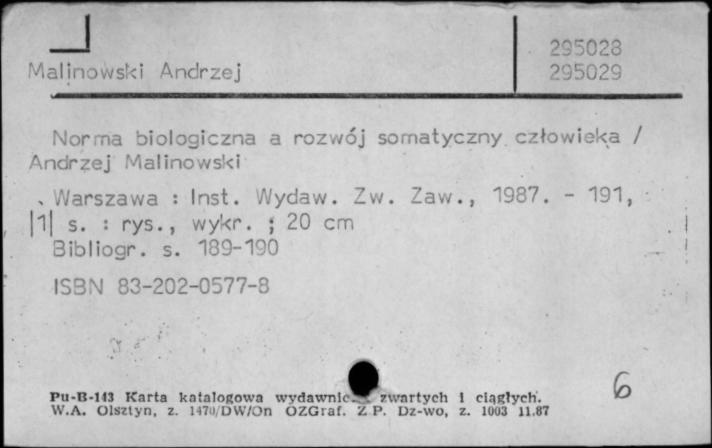 295028
Malinowski Andrzej 295029
Norma biologiczna a rozwój somatyczny człowieka /
Andrzej Malinowski
Warszawa : Inst. Wydaw. Zw. Zaw., 1987. - 191,
|1| s. : rys., wykr. ; 20 cm
Bibliogr. s. 189-190
ISBN 83-202-0577-8
6
Pu-B-143 Karta katalogowa wydawnic. zwartych i ciągłych.
W.A. Olsztyn, z. 1470/DW/On OZGraf. Z.P. Dz-wo, z. 1003 11.87